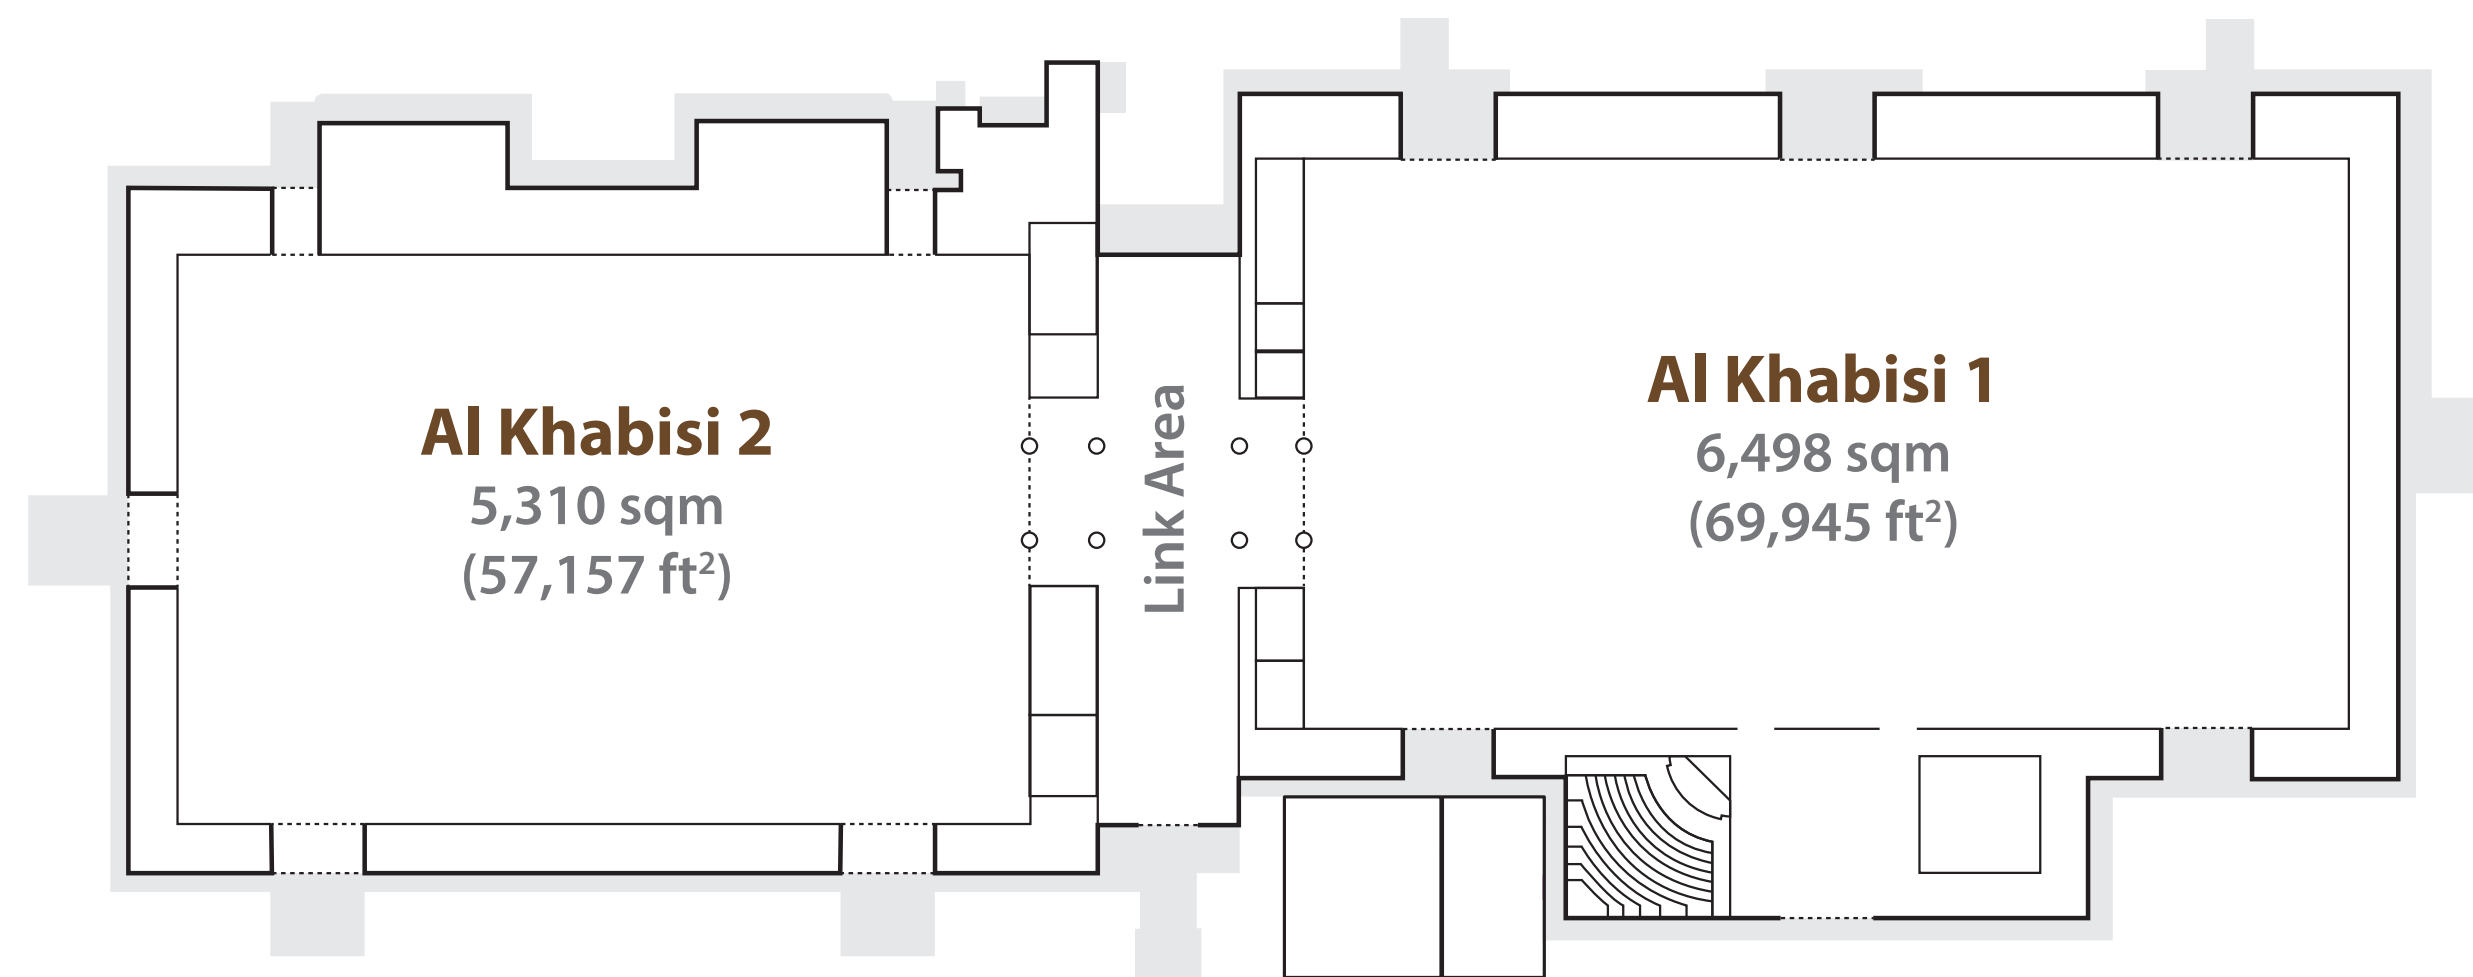 Al Khabisi 2
5,310 sqm
(57,157 ft²)
Link Area
Al Khabisi 1
6,498 sqm
(69,945 ft²)